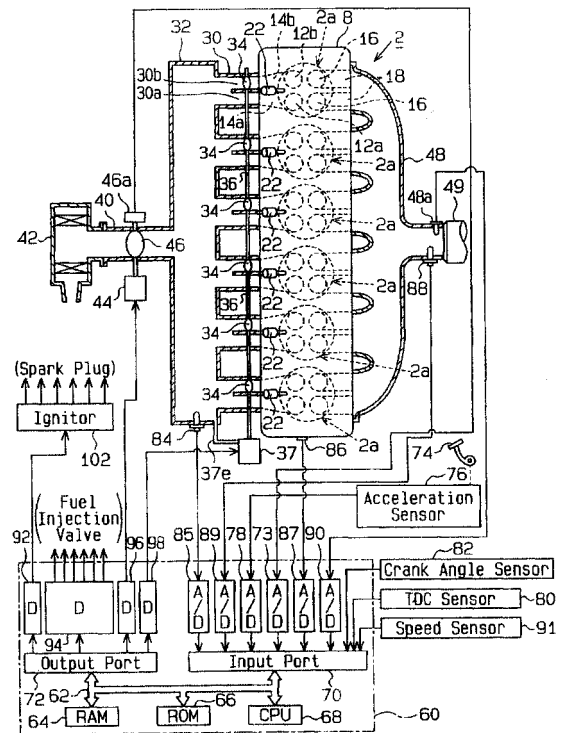 32 30 34 14b 12b 2a 8
22 16 2
30b
30a
18
16
14a
12a
34
36
22
2a
48
46a
40
34
22
2a
48a 49
42
46
34
22
2a
88
44
36
34
22
2a
(Spark Plug)
34
22
2a
Ignitor
102
84
37
37e
86
74
76
Acceleration
Sensor
( Fuel
Injection
Valve )
92 96 98
85 89 78 73 87 90
82
Crank Angle Sensor
TDC Sensor
80
Speed Sensor
91
D D D D
A/D A/D A/D A/D A/D A/D
94
Output Port
Input Port
72 62 66 70
RAM ROM CPU
64 68 60